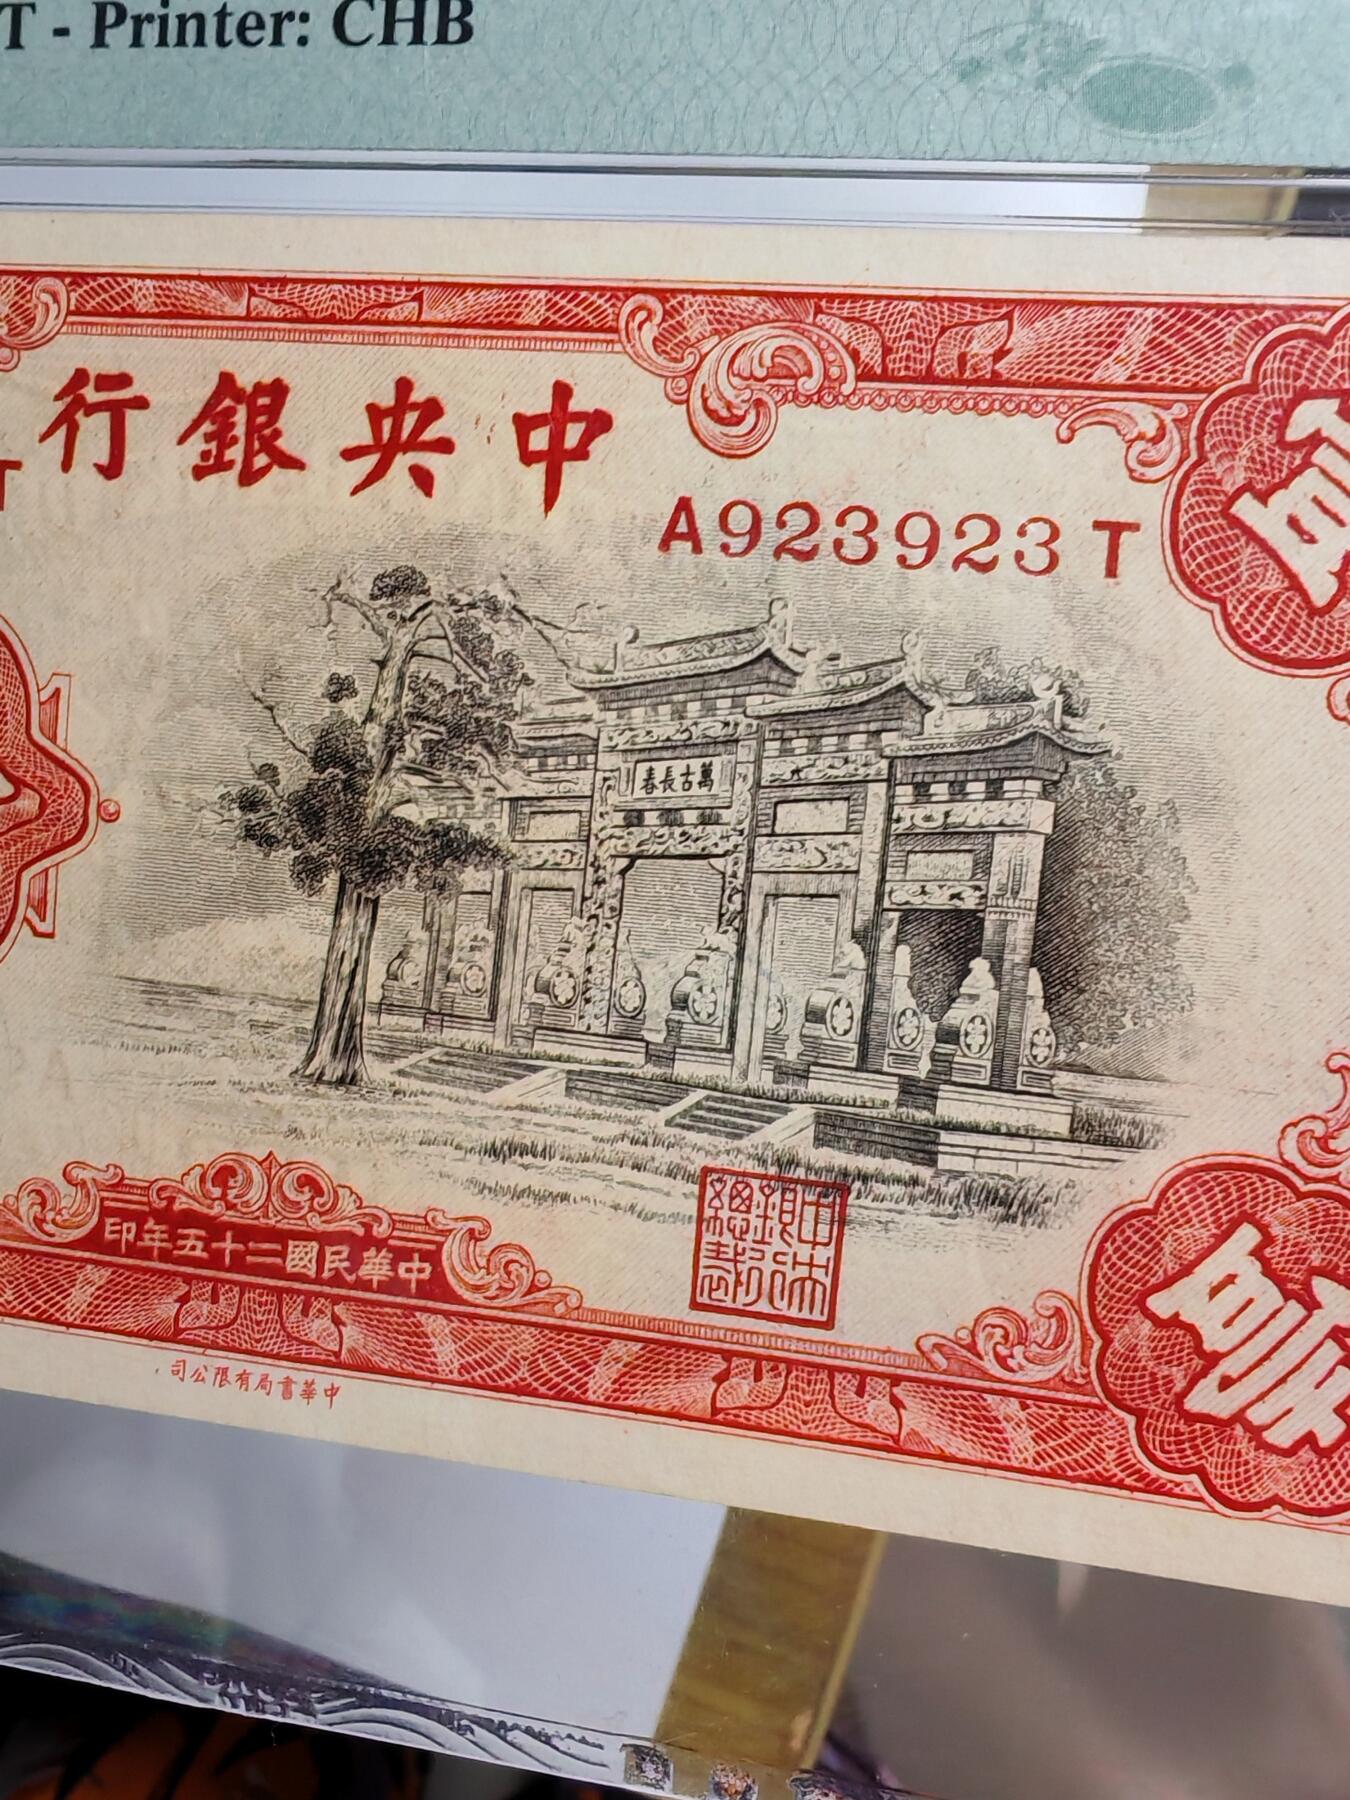 T - Printer: CHB
中央銀行
A923923T
萬古長春
中央銀行總裁
中華民國二十五年印
中華書局有限公司